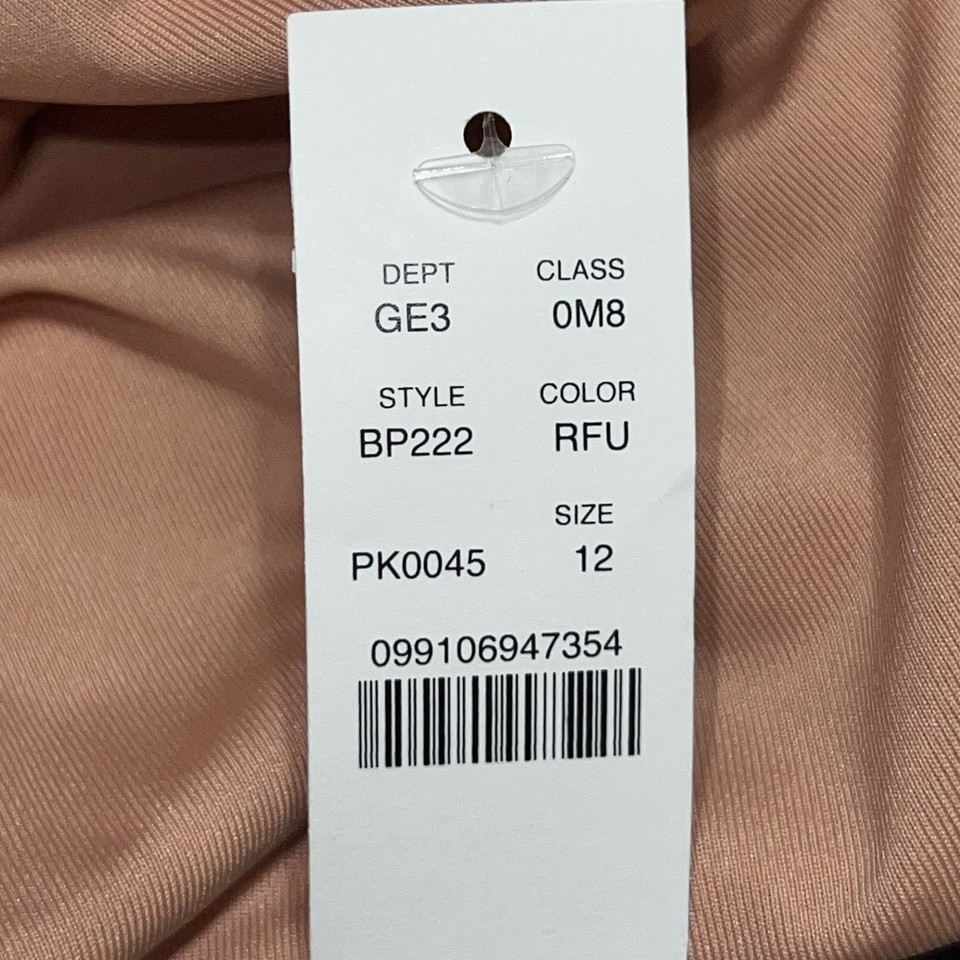 DEPT CLASS
GE3 0M8
STYLE COLOR
BP222 RFU
SIZE
PK0045 12
099106947354